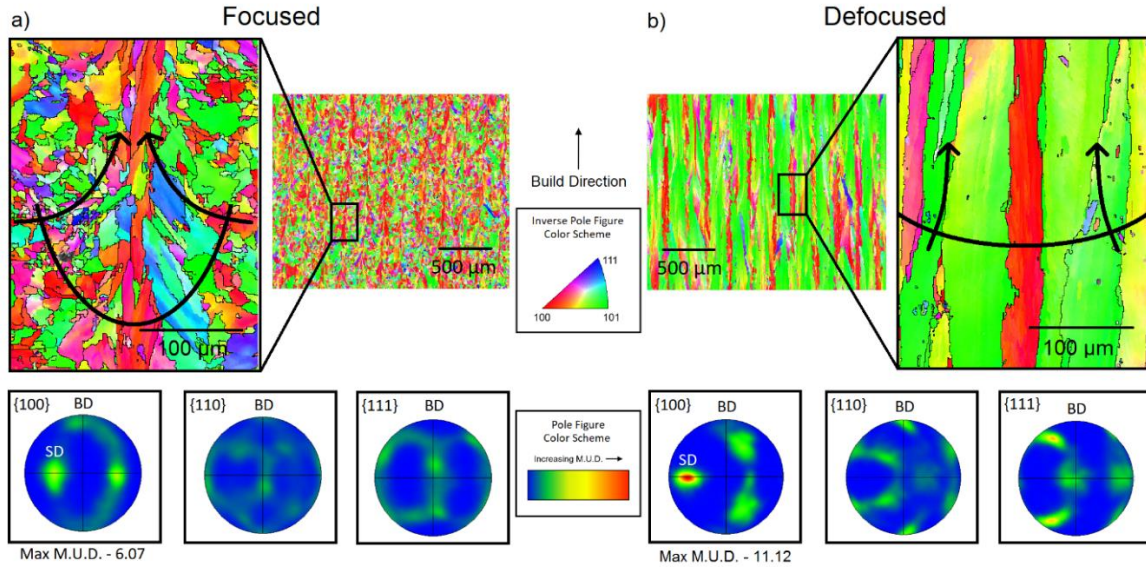 a)
Focused
b)
Defocused
Build Direction
500 µm
500 µm
Inverse Pole Figure
Color Scheme
111
100
101
100 µm
100 µm
{100}
BD
SD
{110}
BD
{111}
BD
Pole Figure
Color Scheme
Increasing M.U.D.
{100}
BD
SD
{110}
BD
{111}
BD
Max M.U.D. - 6.07
Max M.U.D. - 11.12